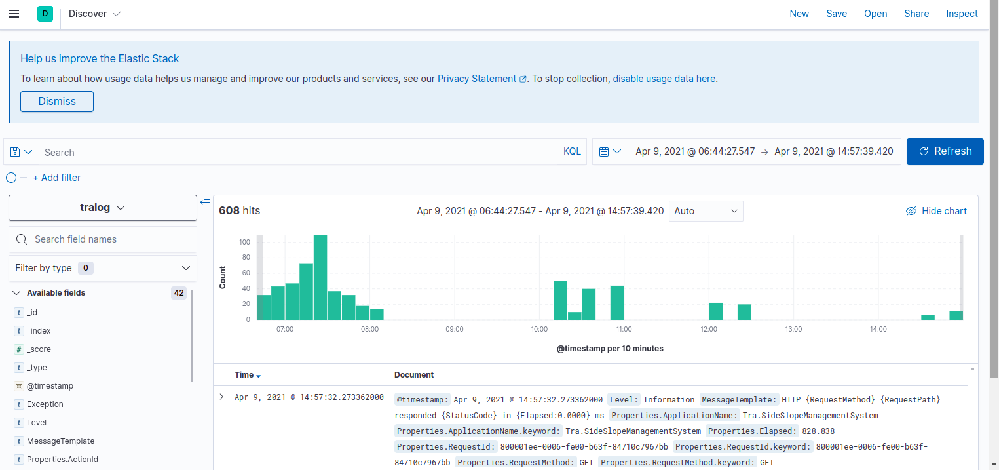 D Discover New Save Open Share Inspect
Help us improve the Elastic Stack
To learn about how usage data helps us manage and improve our products and services, see our Privacy Statement. To stop collection, disable usage data here.
Dismiss
Search KQL Apr 9, 2021 @ 06:44:27.547 → Apr 9, 2021 @ 14:57:39.420 Refresh
+ Add filter
tralog
Search field names
Filter by type 0
Available fields 42
t _id
t _index
# _score
t _type
@timestamp
t Exception
t Level
t MessageTemplate
t Properties.ActionId
608 hits Apr 9, 2021 @ 06:44:27.547 - Apr 9, 2021 @ 14:57:39.420 Auto Hide chart
Count
100
80
60
40
20
0
07:00 08:00 09:00 10:00 11:00 12:00 13:00 14:00
@timestamp per 10 minutes
Time Document
Apr 9, 2021 @ 14:57:32.273362000
@timestamp: Apr 9, 2021 @ 14:57:32.273362000 Level: Information MessageTemplate: HTTP {RequestMethod} {RequestPath}
responded {StatusCode} in {Elapsed:0.0000} ms Properties.ApplicationName: Tra.SideSlopeManagementSystem
Properties.ApplicationName.keyword: Tra.SideSlopeManagementSystem Properties.Elapsed: 828.838
Properties.RequestId: 800001ee-0006-fe00-b63f-84710c7967bb Properties.RequestId.keyword: 800001ee-0006-fe00-b63f-
84710c7967bb Properties.RequestMethod: GET Properties.RequestMethod.keyword: GET